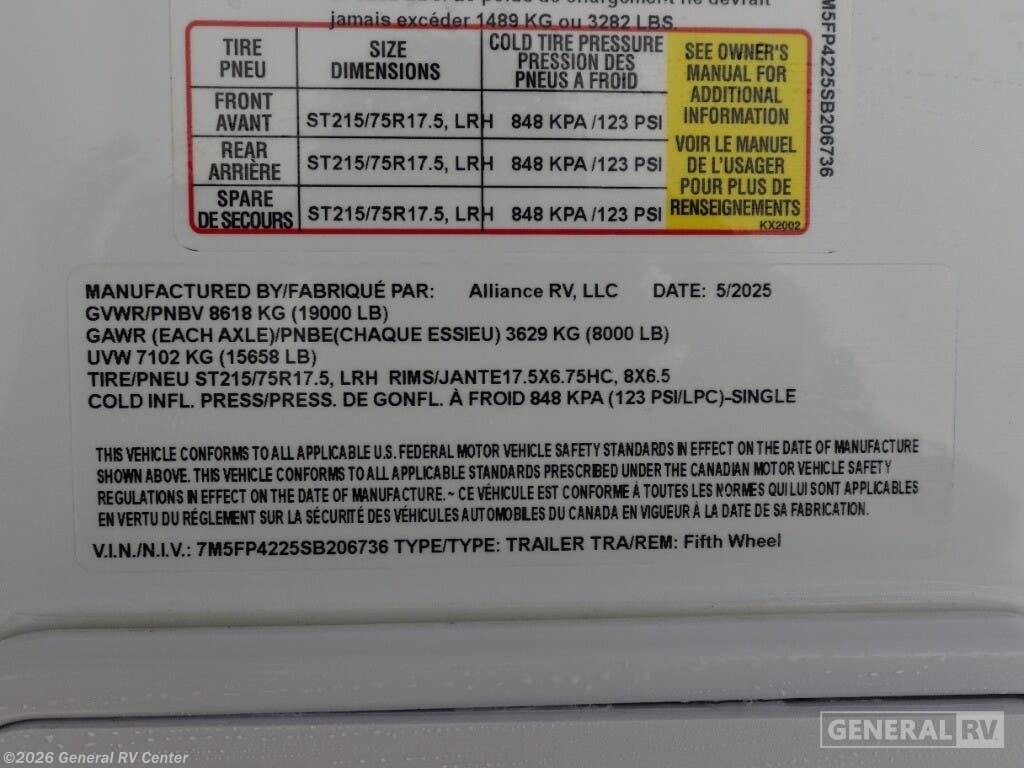 jamais excéder 1489 KG ou 3282 LBS.
TIRE PNEU SIZE DIMENSIONS COLD TIRE PRESSURE PRESSION DES PNEUS A FROID
FRONT AVANT ST215/75R17.5, LRH 848 KPA /123 PSI
REAR ARRIÈRE ST215/75R17.5, LRH 848 KPA /123 PSI
SPARE DE SECOURS ST215/75R17.5, LRH 848 KPA /123 PSI
SEE OWNER'S
MANUAL FOR
ADDITIONAL
INFORMATION
VOIR LE MANUEL
DE L'USAGER
POUR PLUS DE
RENSEIGNEMENTS
KX2002
M5FP4225SB206736
MANUFACTURED BY/FABRIQUÉ PAR: Alliance RV, LLC DATE: 5/2025
GVWR/PNBV 8618 KG (19000 LB)
GAWR (EACH AXLE)/PNBE(CHAQUE ESSIEU) 3629 KG (8000 LB)
UVW 7102 KG (15658 LB)
TIRE/PNEU ST215/75R17.5, LRH RIMS/JANTE17.5X6.75HC, 8X6.5
COLD INFL. PRESS/PRESS. DE GONFL. À FROID 848 KPA (123 PSI/LPC)-SINGLE
THIS VEHICLE CONFORMS TO ALL APPLICABLE U.S. FEDERAL MOTOR VEHICLE SAFETY STANDARDS IN EFFECT ON THE DATE OF MANUFACTURE
SHOWN ABOVE. THIS VEHICLE CONFORMS TO ALL APPLICABLE STANDARDS PRESCRIBED UNDER THE CANADIAN MOTOR VEHICLE SAFETY
REGULATIONS IN EFFECT ON THE DATE OF MANUFACTURE. ~ CE VÉHICULE EST CONFORME À TOUTES LES NORMES QUI LUI SONT APPLICABLES
EN VERTU DU RÉGLEMENT SUR LA SÉCURITÉ DES VÉHICULES AUTOMOBILES DU CANADA EN VIGUEUR À LA DATE DE SA FABRICATION.
V.I.N./N.I.V.: 7M5FP4225SB206736 TYPE/TYPE: TRAILER TRA/REM: Fifth Wheel
GENERAL RV
©2026 General RV Center